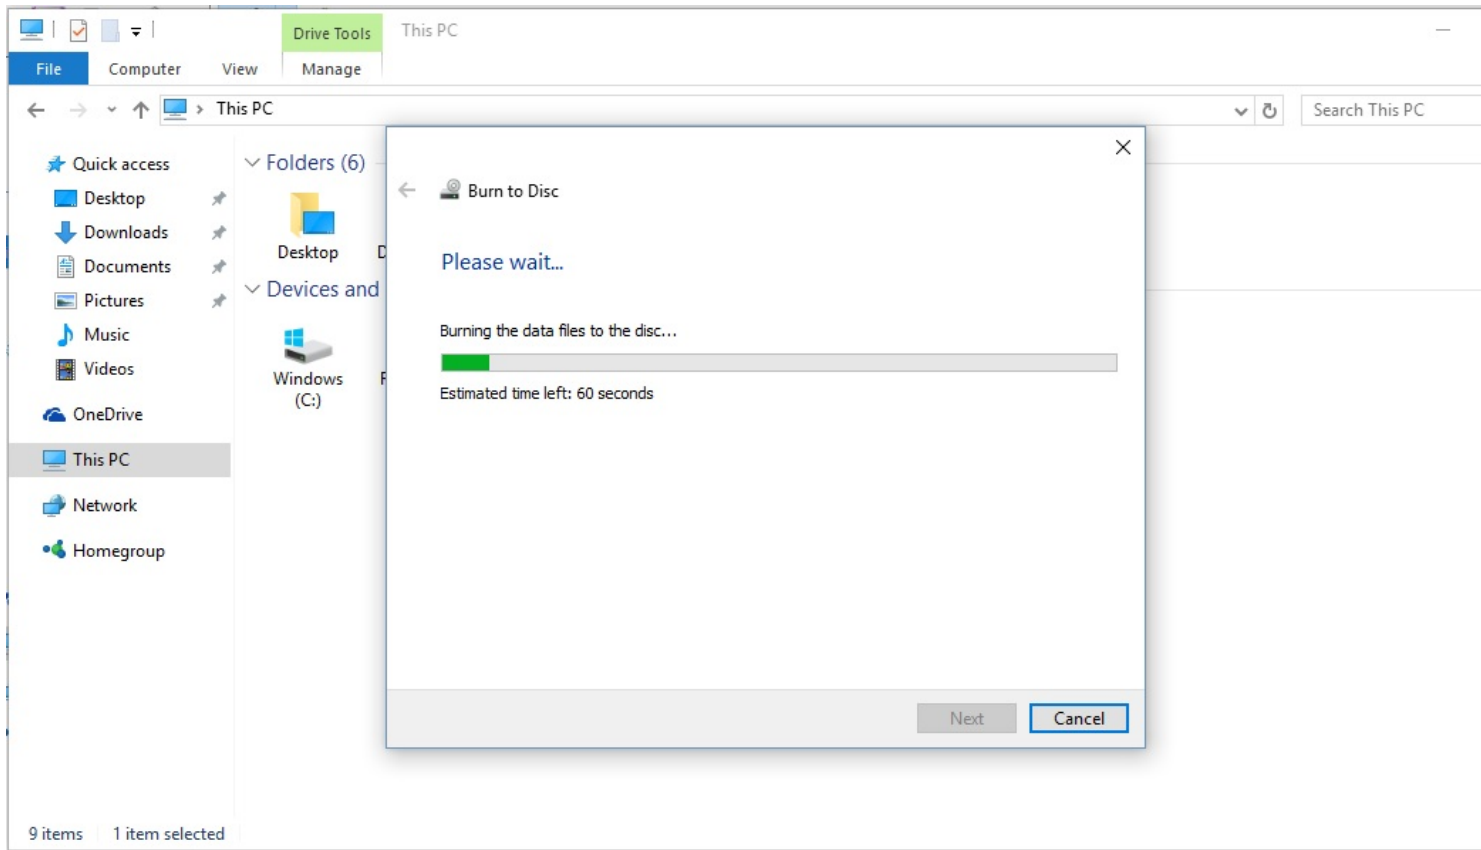 Drive Tools
This PC
File
Computer
View
Manage
This PC
Search This PC
Quick access
Desktop
Downloads
Documents
Pictures
Music
Videos
OneDrive
This PC
Network
Homegroup
Folders (6)
Desktop
D
Devices and
Windows
(C:)
Burn to Disc
Please wait...
Burning the data files to the disc...
Estimated time left: 60 seconds
Next
Cancel
9 items
1 item selected